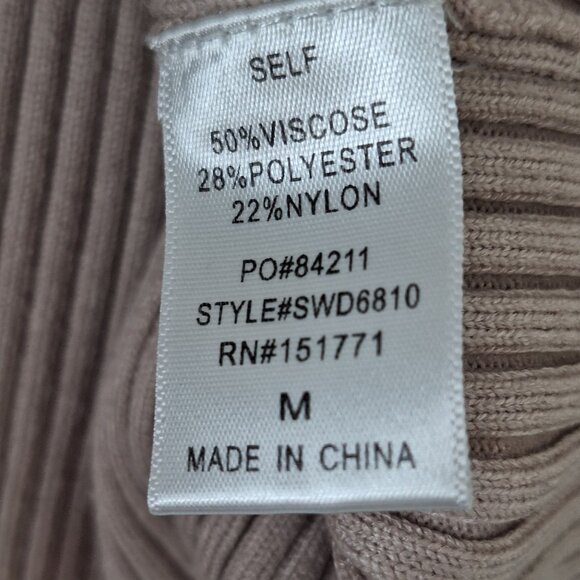 SELF
50%VISCOSE
28%POLYESTER
22%NYLON
PO#84211
STYLE#SWD6810
RN#151771
M
MADE IN CHINA